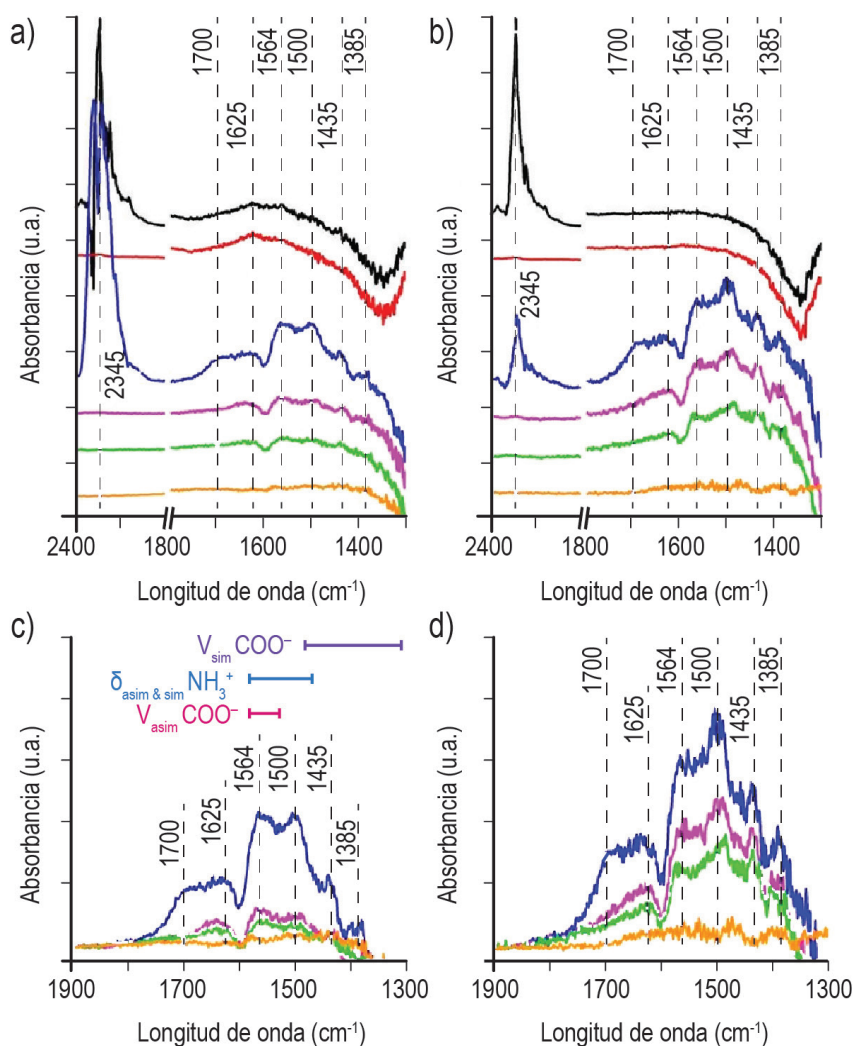 a)
1700
1625
1564
1500
1435
1385
2345
Absorbancia (u.a.)
2400
1800
1600
1400
Longitud de onda (cm⁻¹)
b)
1700
1625
1564
1500
1435
1385
2345
Absorbancia (u.a.)
2400
1800
1600
1400
Longitud de onda (cm⁻¹)
c)
V_sim COO⁻
δ_asim & sim NH₃⁺
V_asim COO⁻
1700
1625
1564
1500
1435
1385
Absorbancia (u.a.)
1900
1700
1500
1300
Longitud de onda (cm⁻¹)
d)
1700
1625
1564
1500
1435
1385
Absorbancia (u.a.)
1900
1700
1500
1300
Longitud de onda (cm⁻¹)